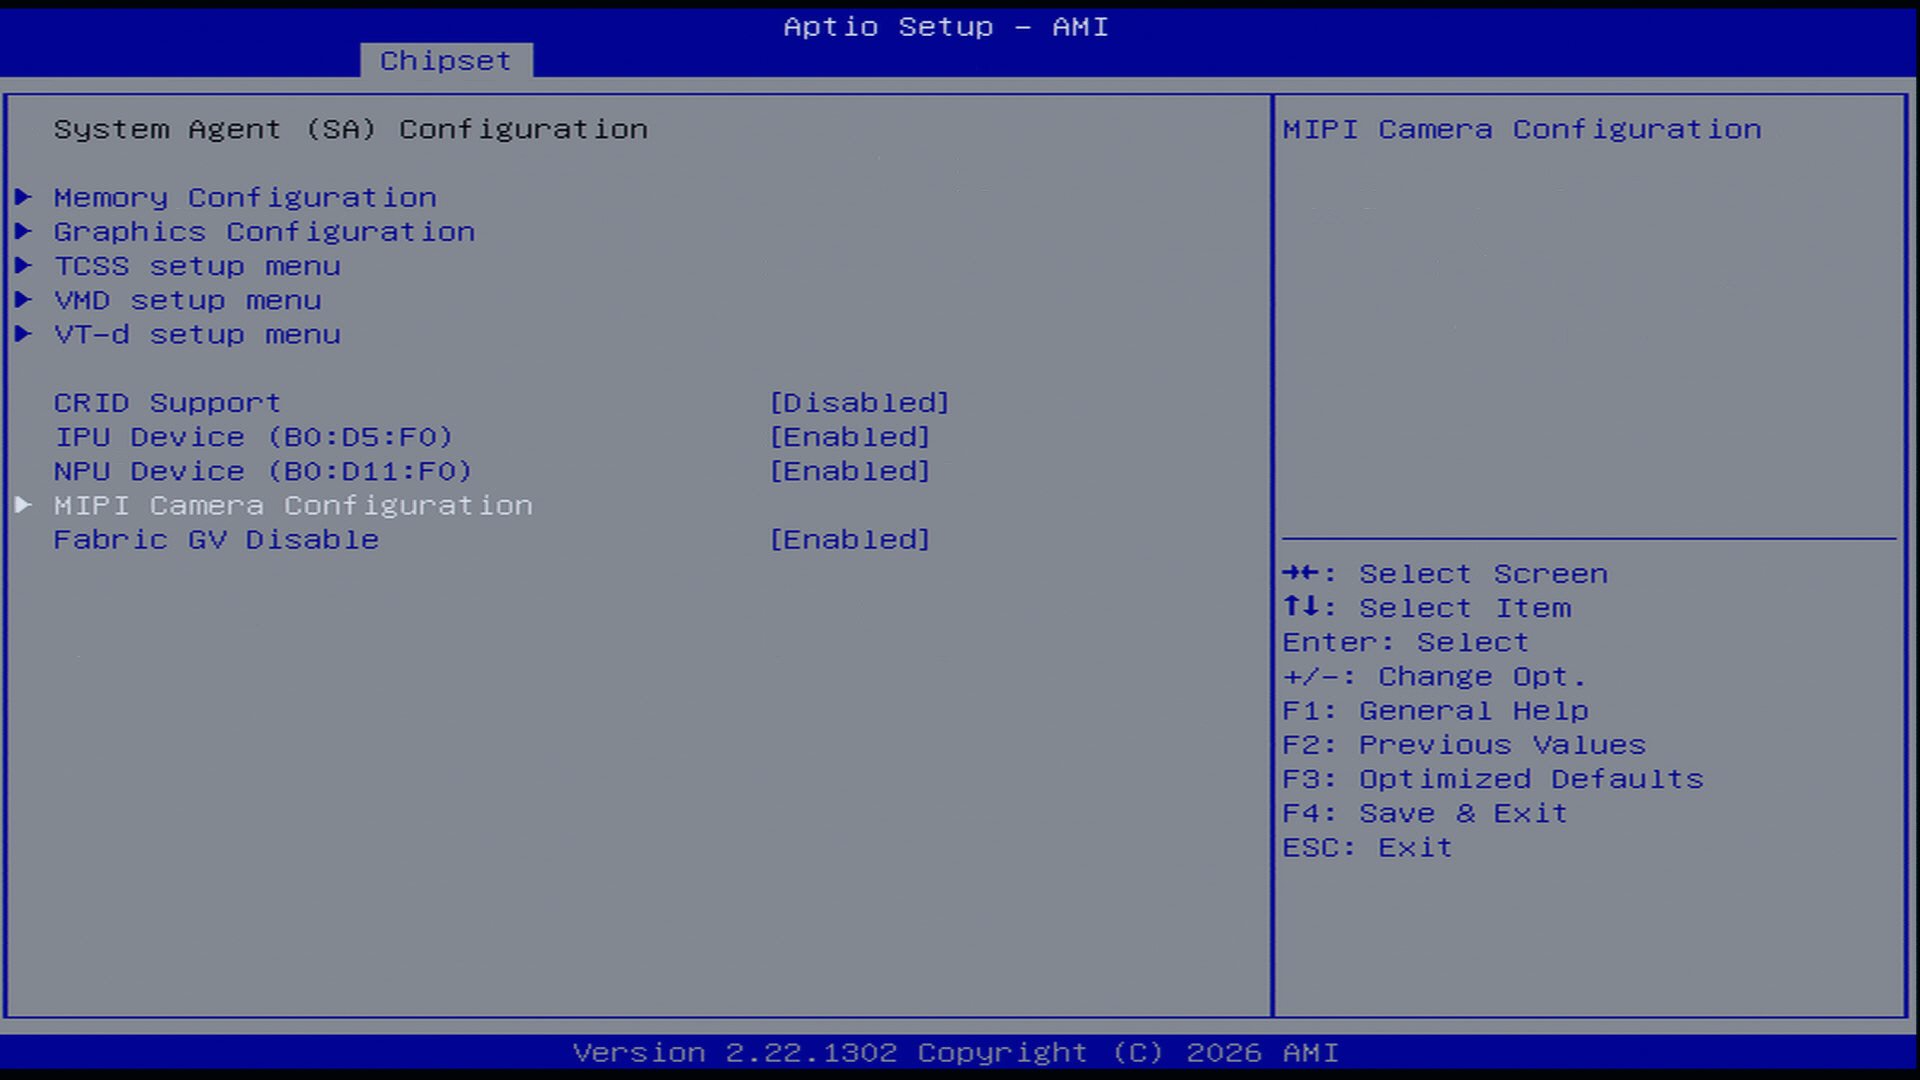 Aptio Setup - AMI
Chipset
System Agent (SA) Configuration
Memory Configuration
Graphics Configuration
TCSS setup menu
VMD setup menu
VT-d setup menu
CRID Support [Disabled]
IPU Device (B0:D5:F0) [Enabled]
NPU Device (B0:D11:F0) [Enabled]
MIPI Camera Configuration
Fabric GV Disable [Enabled]
MIPI Camera Configuration
→←: Select Screen
↑↓: Select Item
Enter: Select
+/-: Change Opt.
F1: General Help
F2: Previous Values
F3: Optimized Defaults
F4: Save & Exit
ESC: Exit
Version 2.22.1302 Copyright (C) 2026 AMI